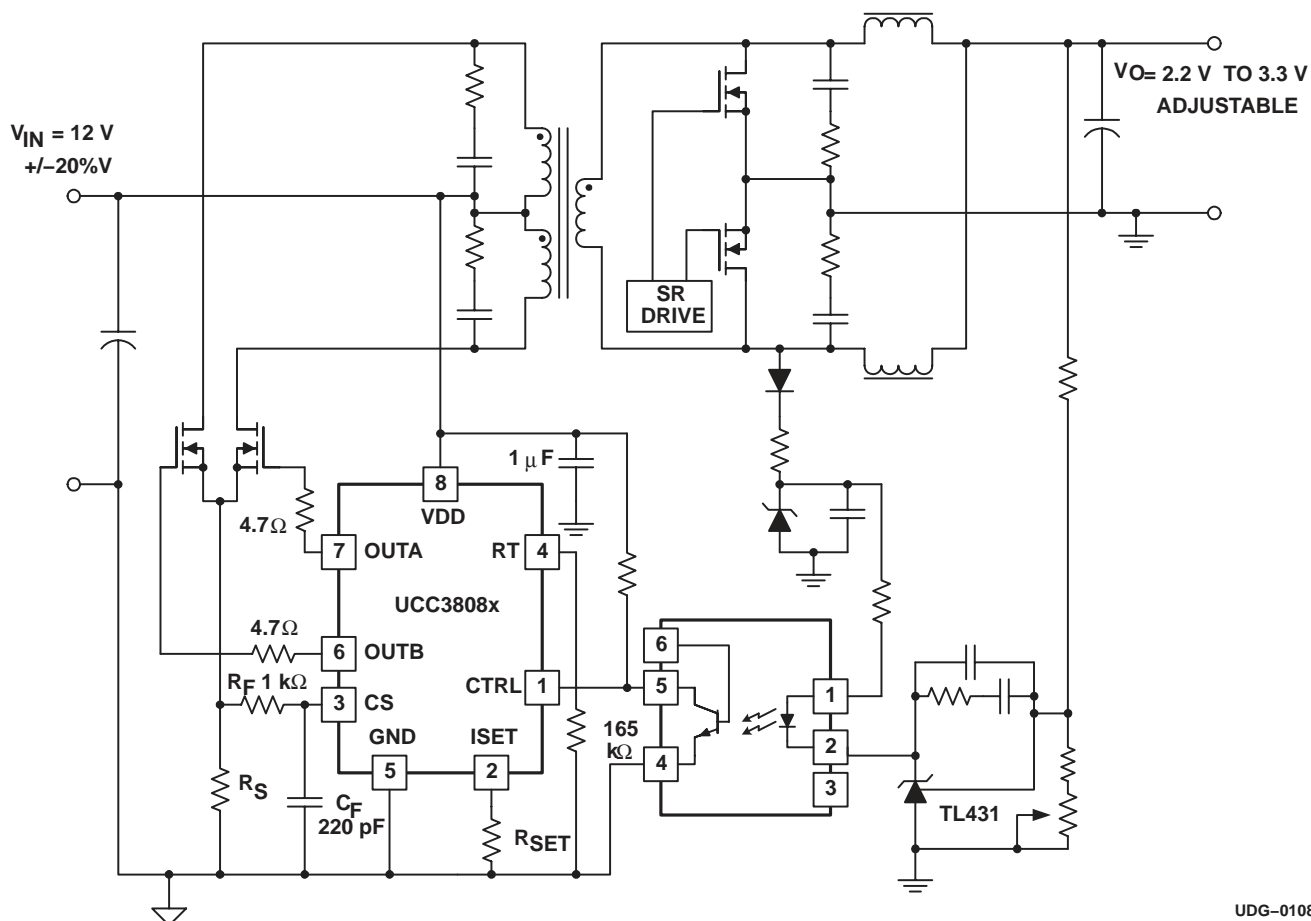 VO= 2.2 V TO 3.3 V
ADJUSTABLE
VIN = 12 V
+/−20%V
SR
DRIVE
1 μF
8
VDD
4.7Ω
7 OUTA
RT 4
UCC3808x
4.7Ω
6 OUTB
RF 1 kΩ
3 CS
CTRL 1
GND
5
ISET
2
6
5
4
165
kΩ
1
2
3
RS
CF
220 pF
RSET
TL431
UDG−0108